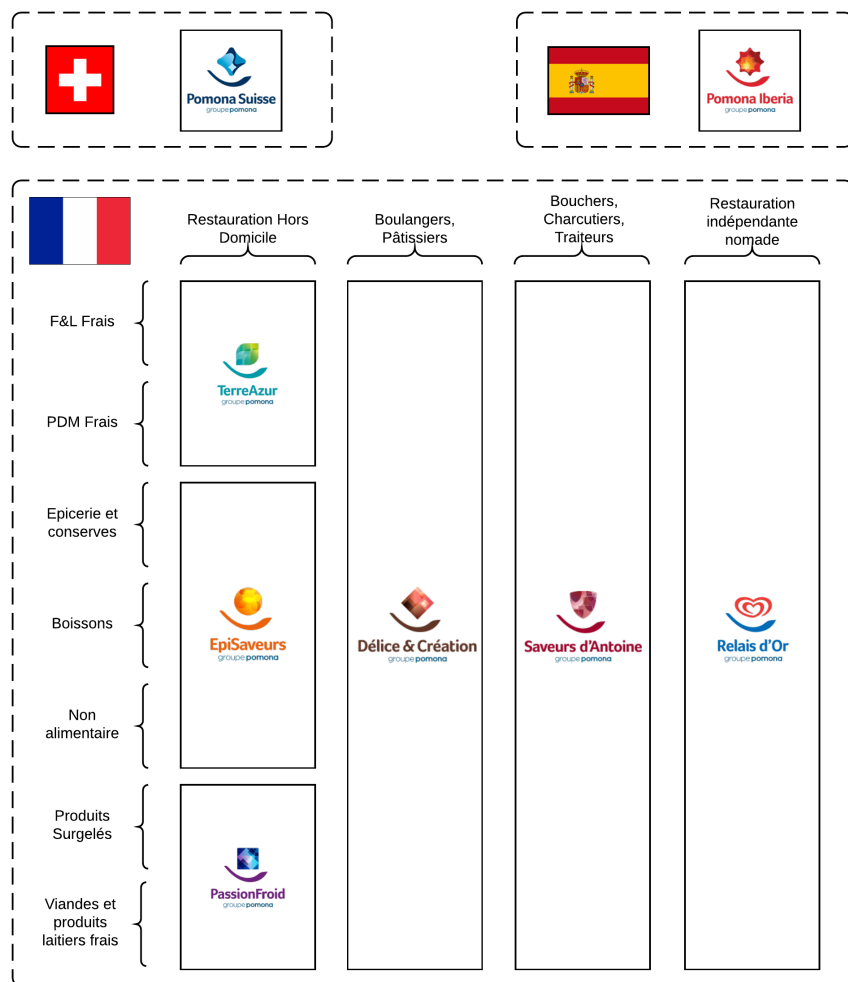 Pomona Suisse
groupe pomona
Pomona Iberia
groupe pomona
Restauration Hors
Domicile
Boulangers,
Pâtissiers
Bouchers,
Charcutiers,
Traiteurs
Restauration
indépendante
nomade
F&L Frais
TerreAzur
groupe pomona
PDM Frais
Epicerie et
conserves
Boissons
EpiSaveurs
groupe pomona
Délice & Création
groupe pomona
Saveurs d'Antoine
groupe pomona
Relais d'Or
groupe pomona
Non
alimentaire
Produits
Surgelés
PassionFroid
groupe pomona
Viandes et
produits
laitiers frais